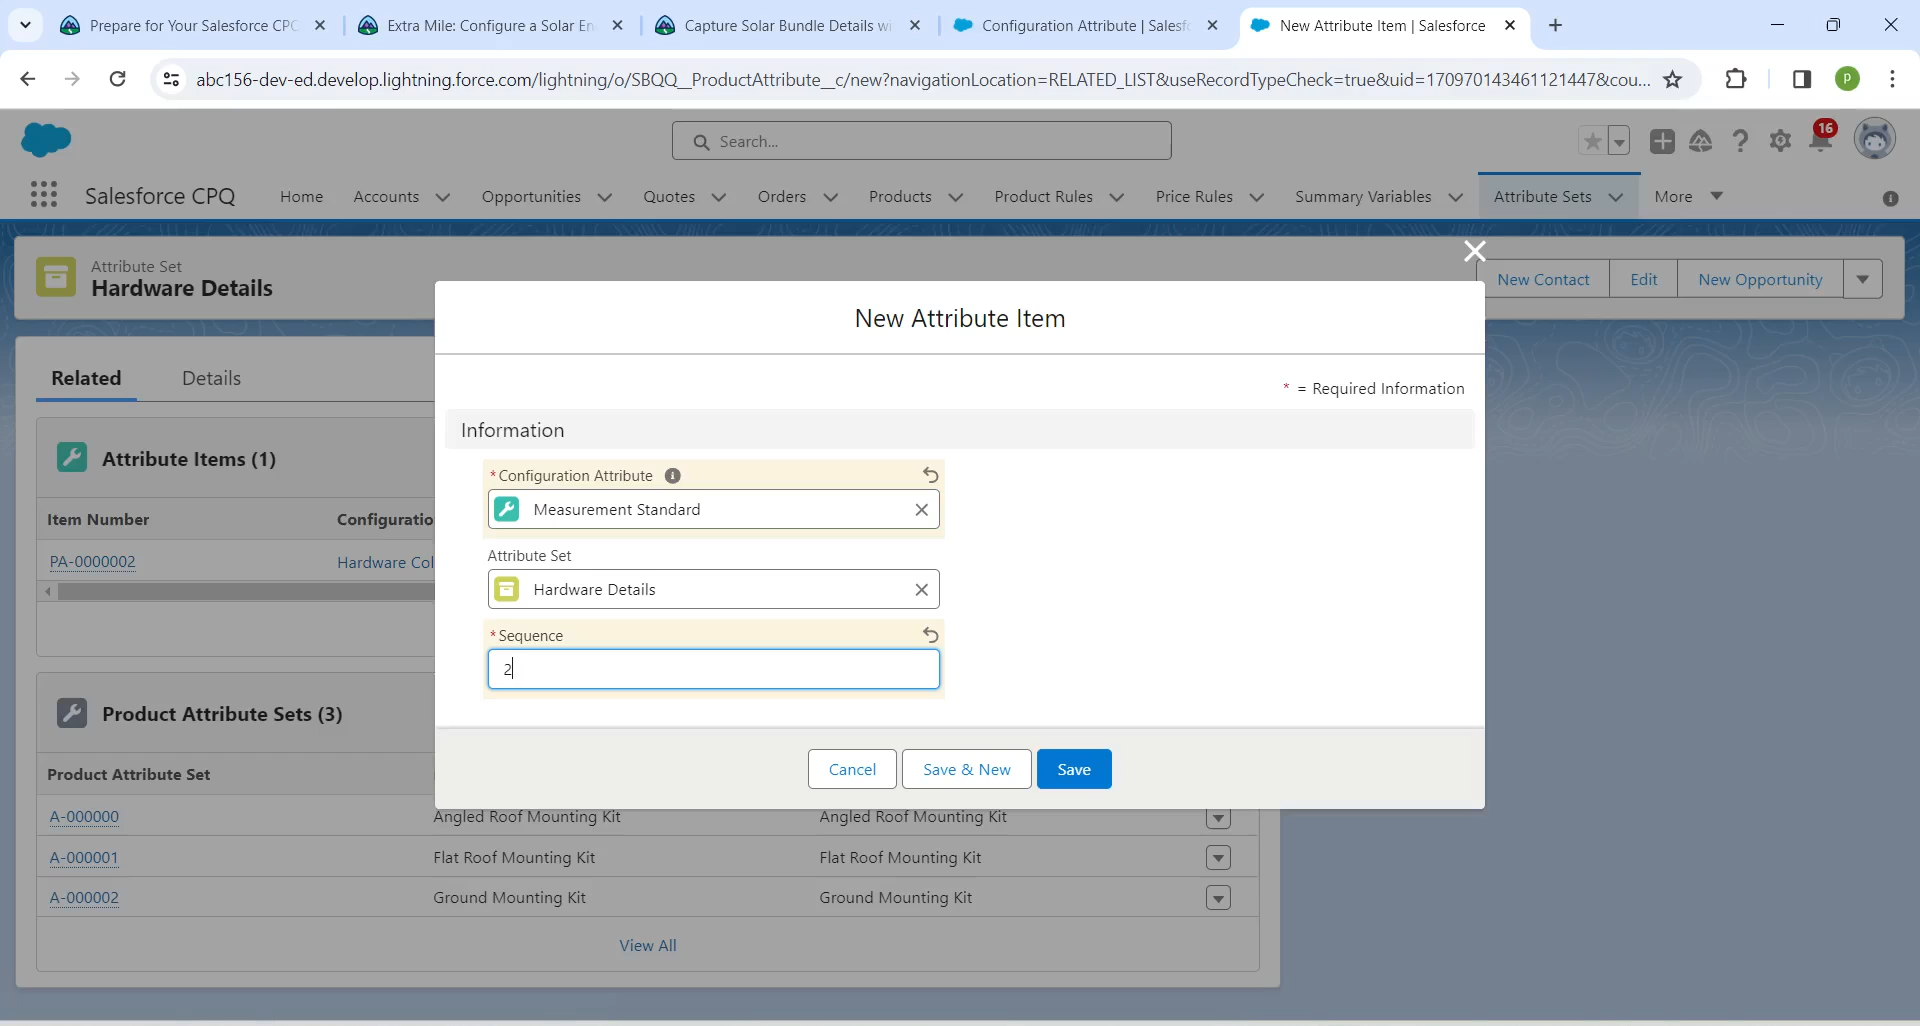 Prepare for Your Salesforce CPQ
Extra Mile: Configure a Solar En
Capture Solar Bundle Details wi
Configuration Attribute | Salesfo
New Attribute Item | Salesforce
abc156-dev-ed.develop.lightning.force.com/lightning/o/SBQQ__ProductAttribute__c/new?navigationLocation=RELATED_LIST&useRecordTypeCheck=true&uid=170970143461121447&cou...
P
Search...
16
Salesforce CPQ
Home
Accounts
Opportunities
Quotes
Orders
Products
Product Rules
Price Rules
Summary Variables
Attribute Sets
More
Attribute Set
Hardware Details
New Contact
Edit
New Opportunity
New Attribute Item
Related
Details
* = Required Information
Information
Attribute Items (1)
*Configuration Attribute
Measurement Standard
Item Number
Configuratio
Attribute Set
PA-0000002
Hardware Col
Hardware Details
*Sequence
2
Product Attribute Sets (3)
Cancel
Save & New
Save
Product Attribute Set
A-000000
Angled Roof Mounting Kit
Angled Roof Mounting Kit
A-000001
Flat Roof Mounting Kit
Flat Roof Mounting Kit
A-000002
Ground Mounting Kit
Ground Mounting Kit
View All